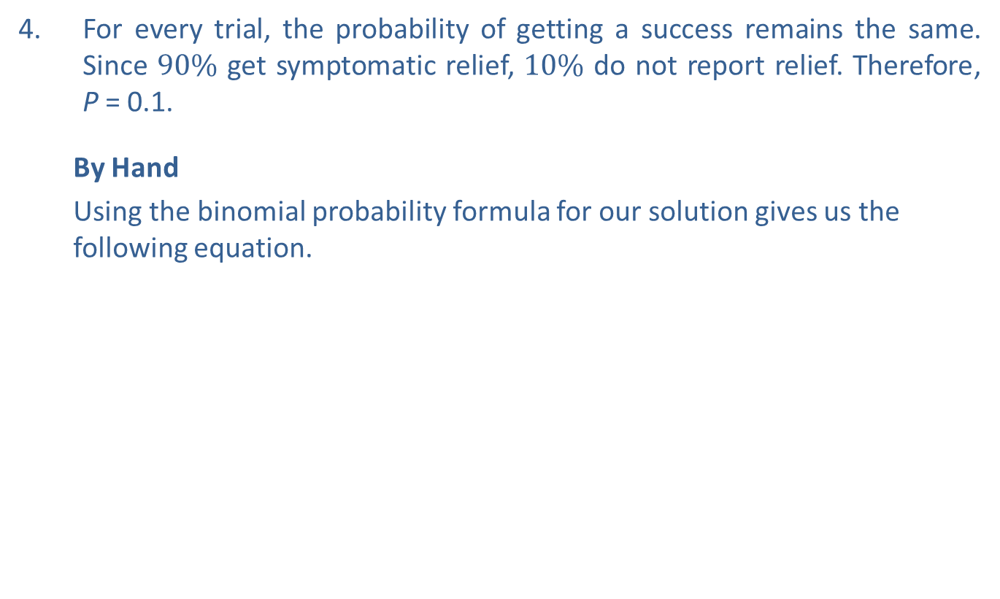 4. For every trial, the probability of getting a success remains the same.
Since 90% get symptomatic relief, 10% do not report relief. Therefore,
P = 0.1.
By Hand
Using the binomial probability formula for our solution gives us the
following equation.